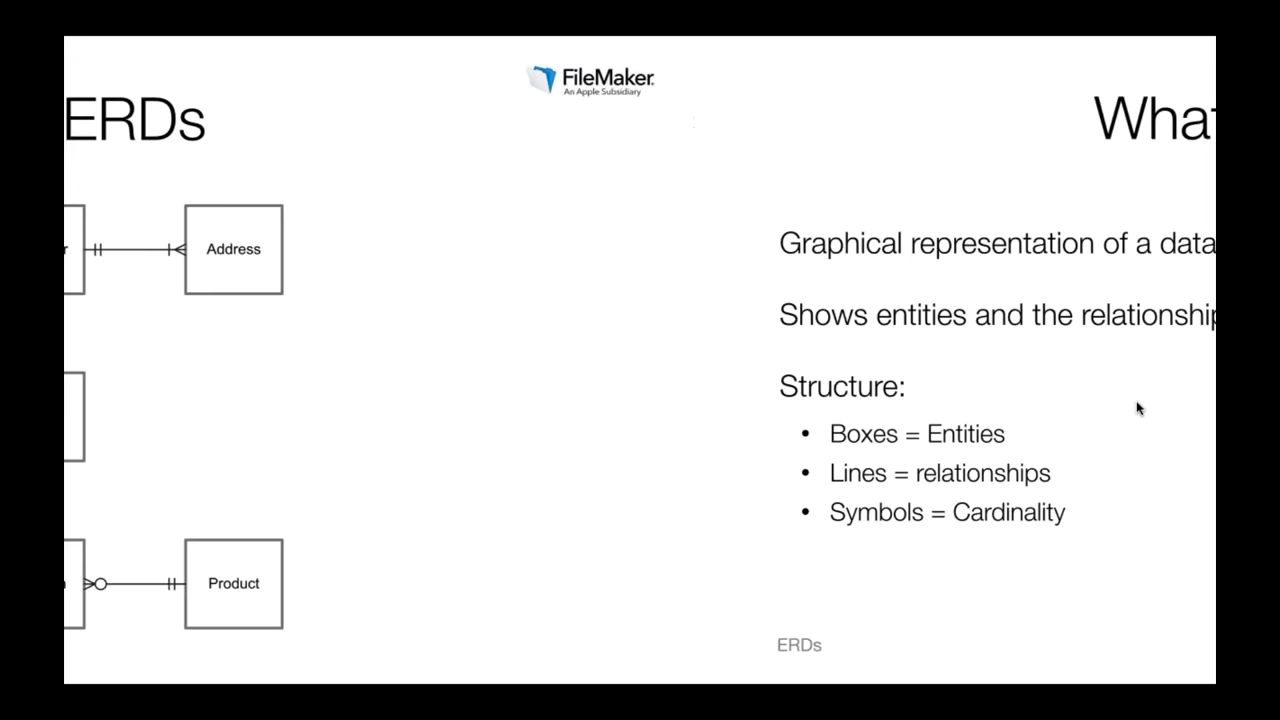 FileMaker.
An Apple Subsidiary
ERDs
r
Address
Product
What
Graphical representation of a data
Shows entities and the relationship
Structure:
• Boxes = Entities
• Lines = relationships
• Symbols = Cardinality
ERDs